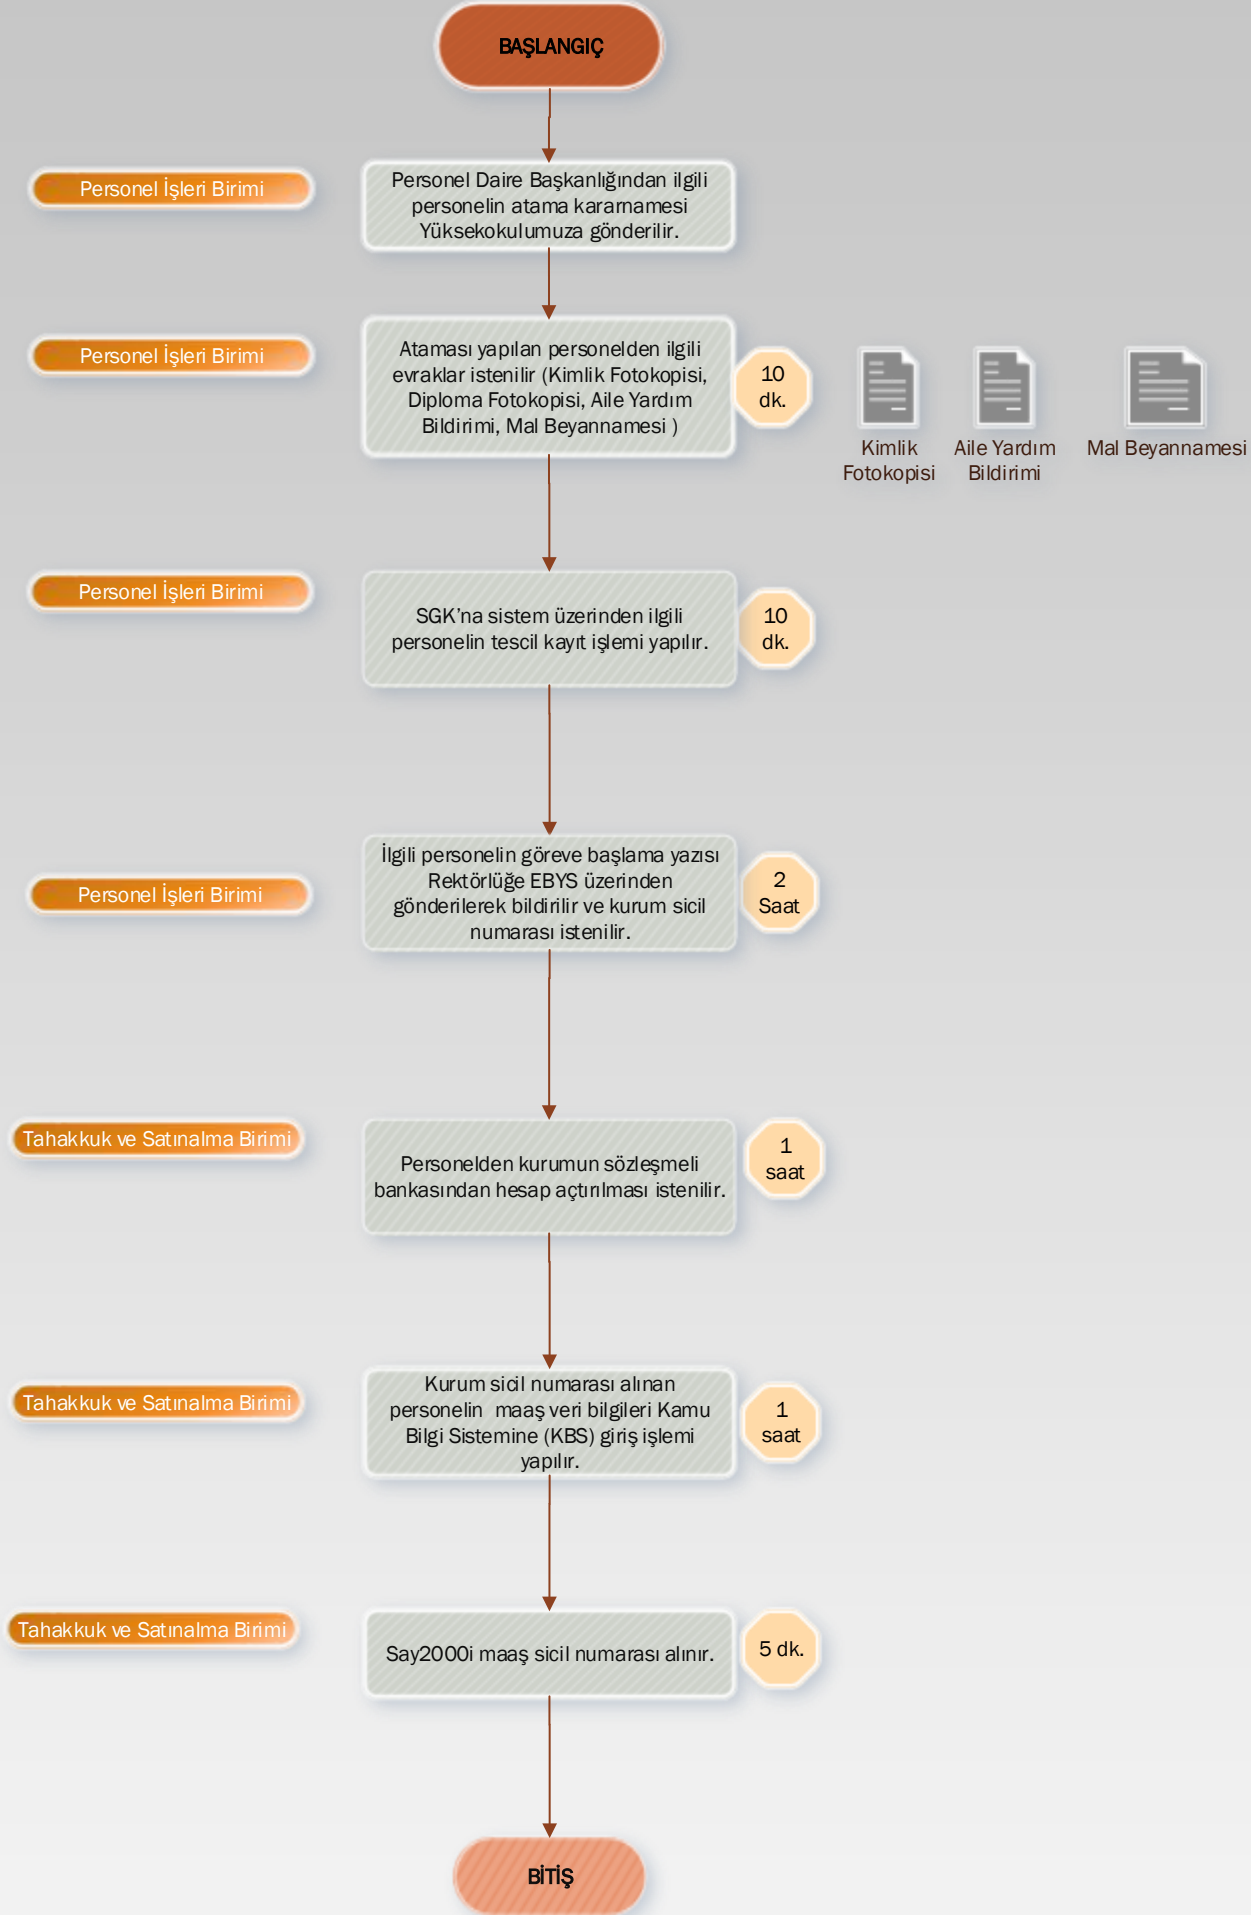 BAŞLANGIÇ
Personel İşleri Birimi
Personel Daire Başkanlığından ilgili
personelin atama kararnamesi
Yüksekokulumuza gönderilir.
Personel İşleri Birimi
Ataması yapılan personelden ilgili
evraklar istenilir (Kimlik Fotokopisi,
Diploma Fotokopisi, Aile Yardım
Bildirimi, Mal Beyannamesi )
10
dk.
Kimlik
Fotokopisi
Aile Yardım
Bildirimi
Mal Beyannamesi
Personel İşleri Birimi
SGK’na sistem üzerinden ilgili
personelin tescil kayıt işlemi yapılır.
10
dk.
Personel İşleri Birimi
İlgili personelin göreve başlama yazısı
Rektörlüğe EBYS üzerinden
gönderilerek bildirilir ve kurum sicil
numarası istenilir.
2
Saat
Tahakkuk ve Satınalma Birimi
Personelden kurumun sözleşmeli
bankasından hesap açtırılması istenilir.
1
saat
Tahakkuk ve Satınalma Birimi
Kurum sicil numarası alınan
personelin  maaş veri bilgileri Kamu
Bilgi Sistemine (KBS) giriş işlemi
yapılır.
1
saat
Tahakkuk ve Satınalma Birimi
Say2000i maaş sicil numarası alınır.
5 dk.
BİTİŞ